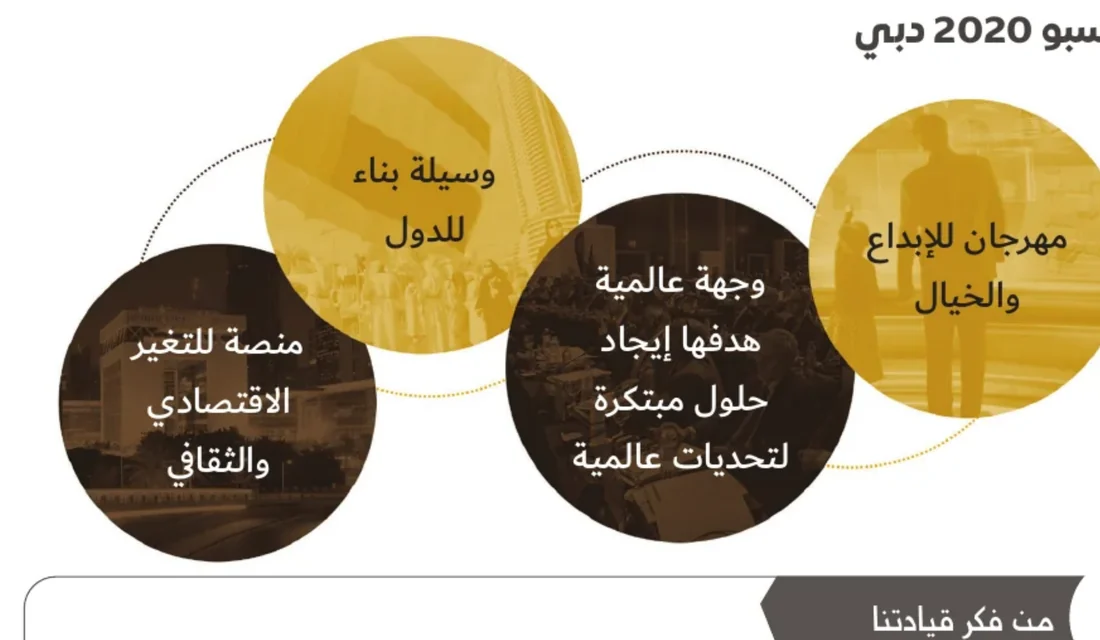 2020 دبي
مهرجان للإبداع
والخيال
وجهة عالمية
هدفها إيجاد
حلول مبتكرة
لتحديات عالمية
وسيلة بناء
للدول
منصة للتغير
الاقتصادي
والثقافي
من فكر قيادتنا